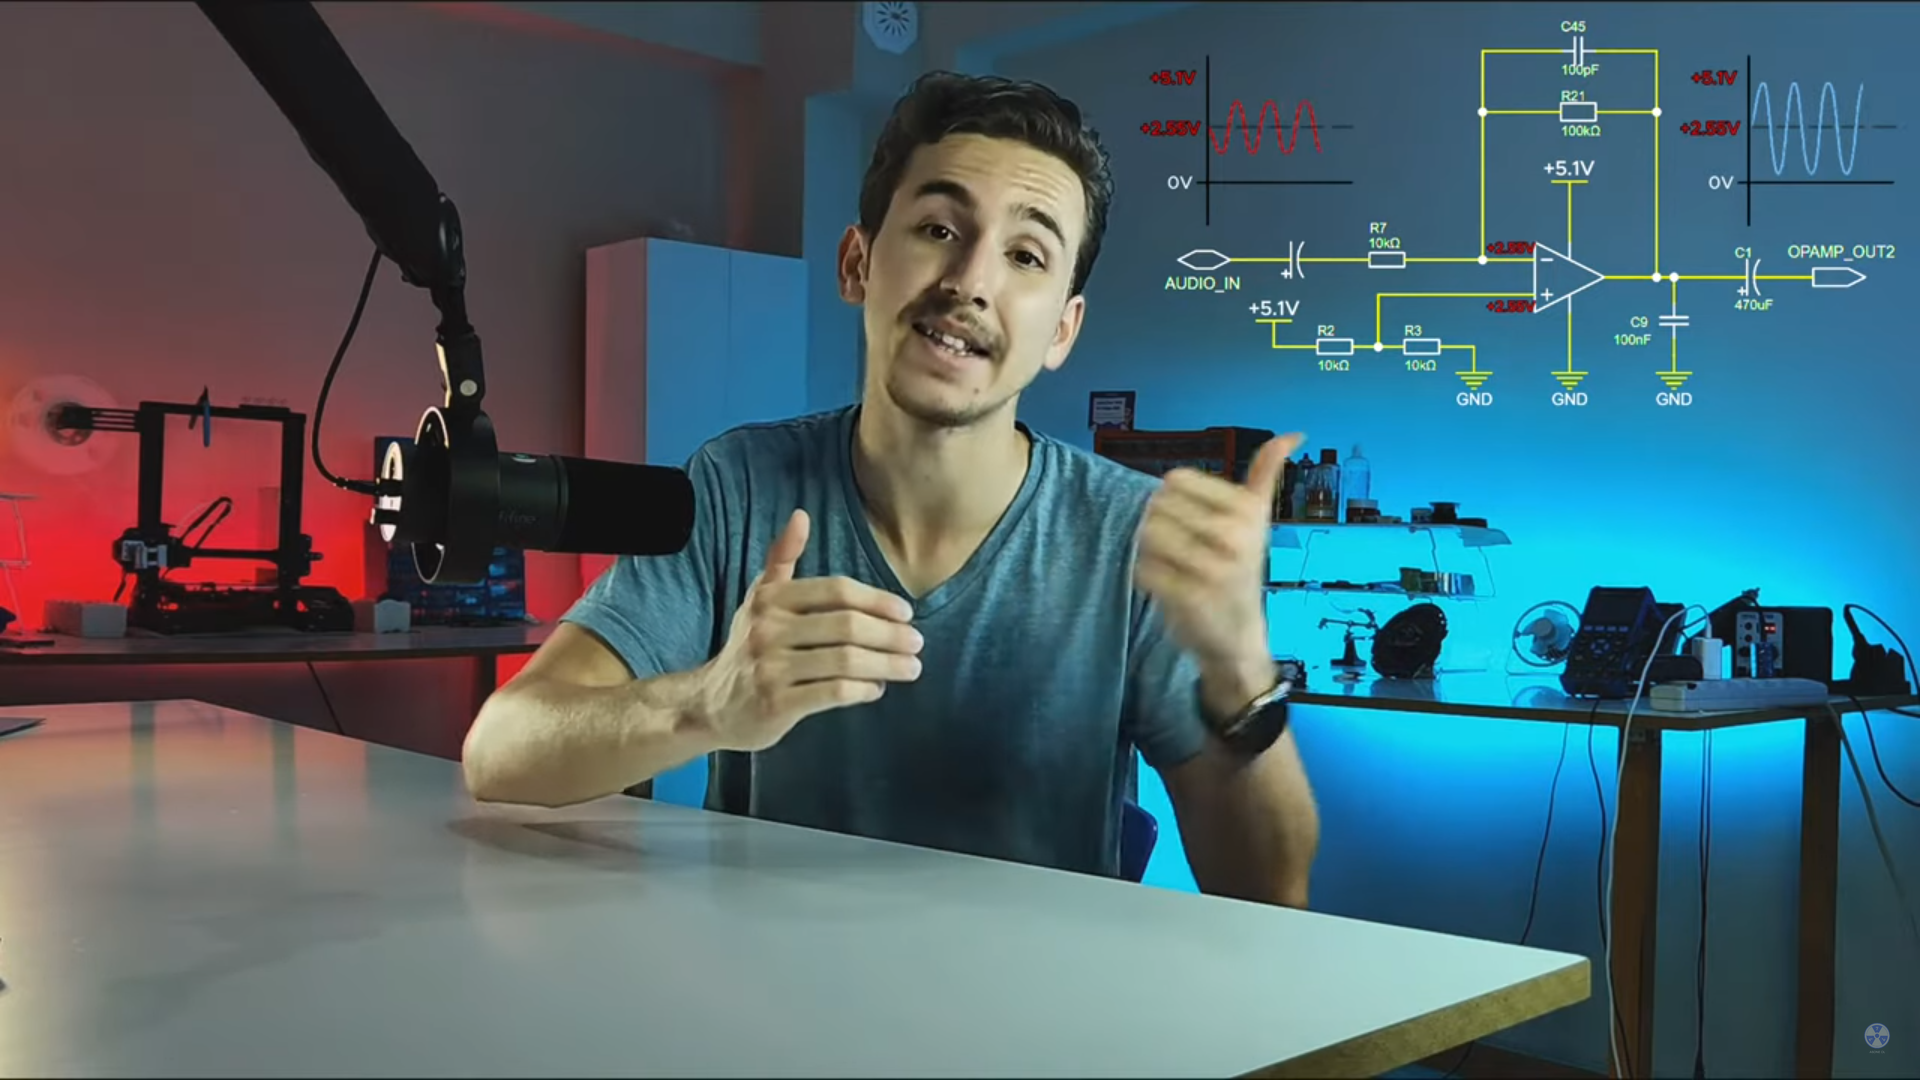 C45
100pF
+5.1V
R21
+5.1V
+2.55V
100kΩ
+2.55V
+5.1V
0V
0V
R7
10kΩ
+2.55V
-
AUDIO_IN
+
C1
OPAMP_OUT2
+
470uF
+5.1V
+2.55V
+
R2
R3
C9
10kΩ
10kΩ
100nF
GND
GND
GND
fifine